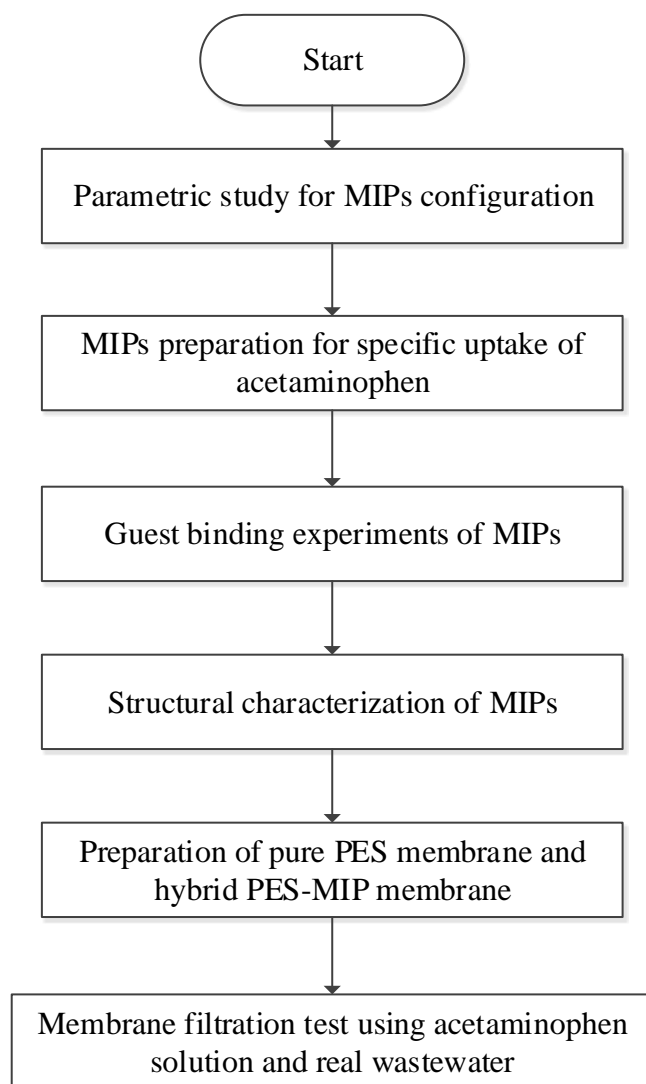 Start
Parametric study for MIPs configuration
MIPs preparation for specific uptake of
acetaminophen
Guest binding experiments of MIPs
Structural characterization of MIPs
Preparation of pure PES membrane and
hybrid PES-MIP membrane
Membrane filtration test using acetaminophen
solution and real wastewater